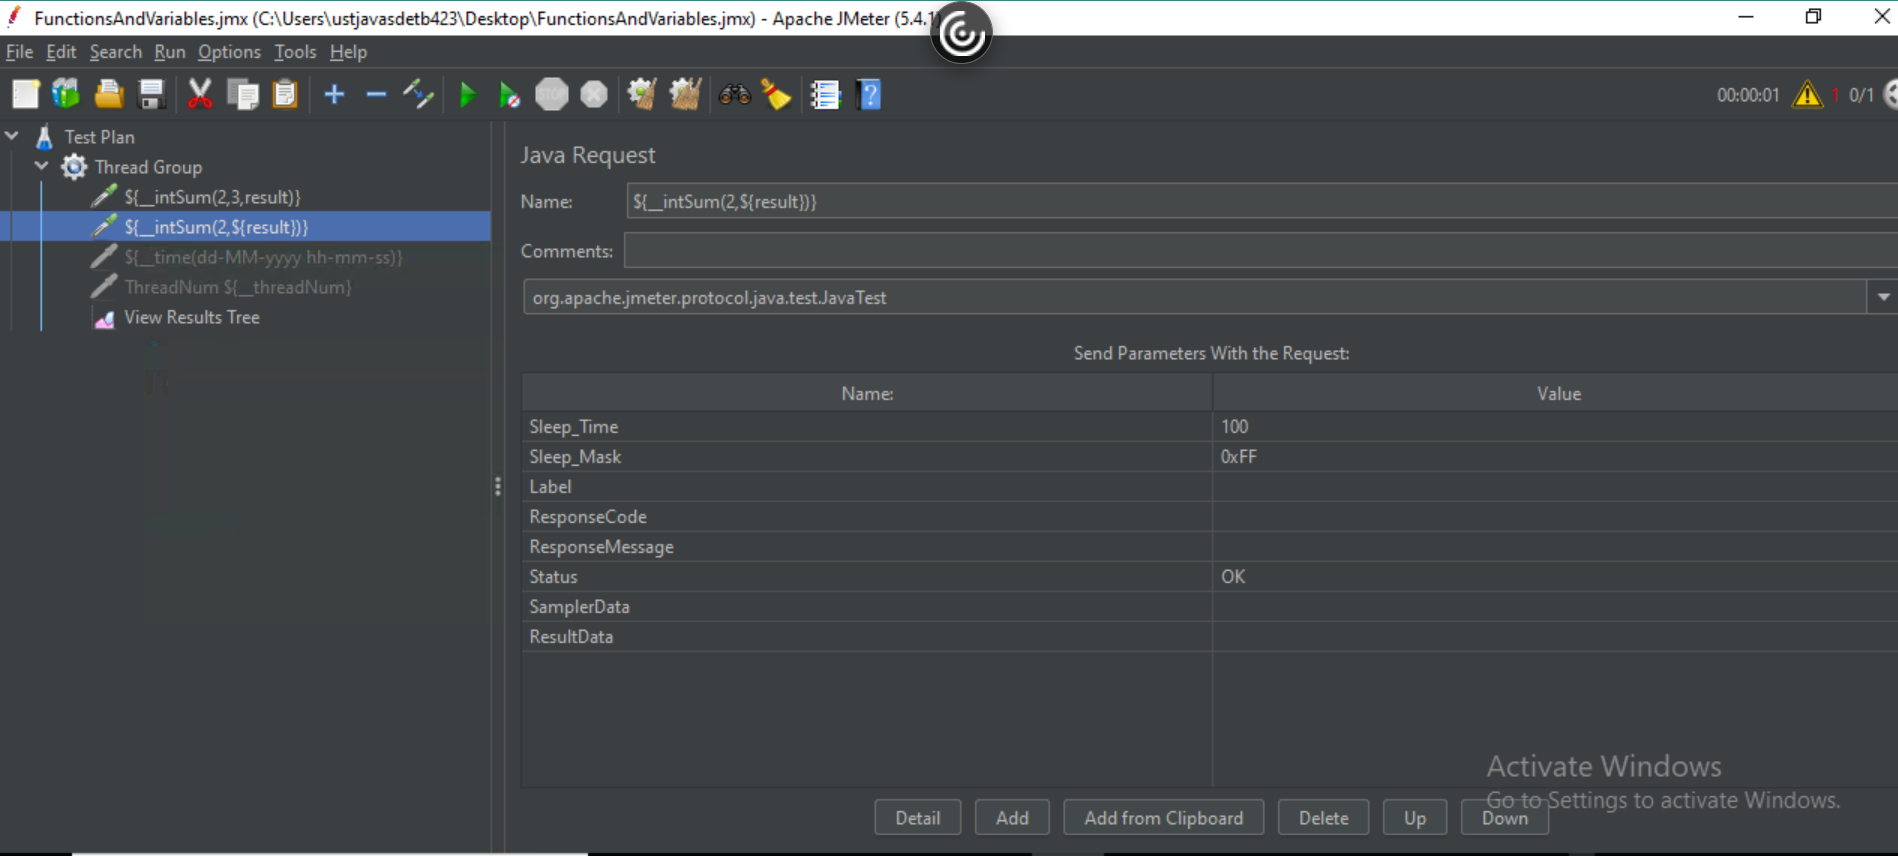 FunctionsAndVariables.jmx (C:\Users\ustjavasdetb423\Desktop\FunctionsAndVariables.jmx) - Apache JMeter (5.4.1)
File Edit Search Run Options Tools Help
STOP
?
00:00:01 1 0/1
Test Plan
Thread Group
${__intSum(2,3,result)}
${__intSum(2,${result})}
${__time(dd-MM-yyyy hh-mm-ss)}
ThreadNum ${__threadNum}
View Results Tree
Java Request
Name: ${__intSum(2,${result})}
Comments:
org.apache.jmeter.protocol.java.test.JavaTest
Send Parameters With the Request:
Name: Value
Sleep_Time 100
Sleep_Mask 0xFF
Label
ResponseCode
ResponseMessage
Status OK
SamplerData
ResultData
Activate Windows
Go to Settings to activate Windows.
Detail Add Add from Clipboard Delete Up Down